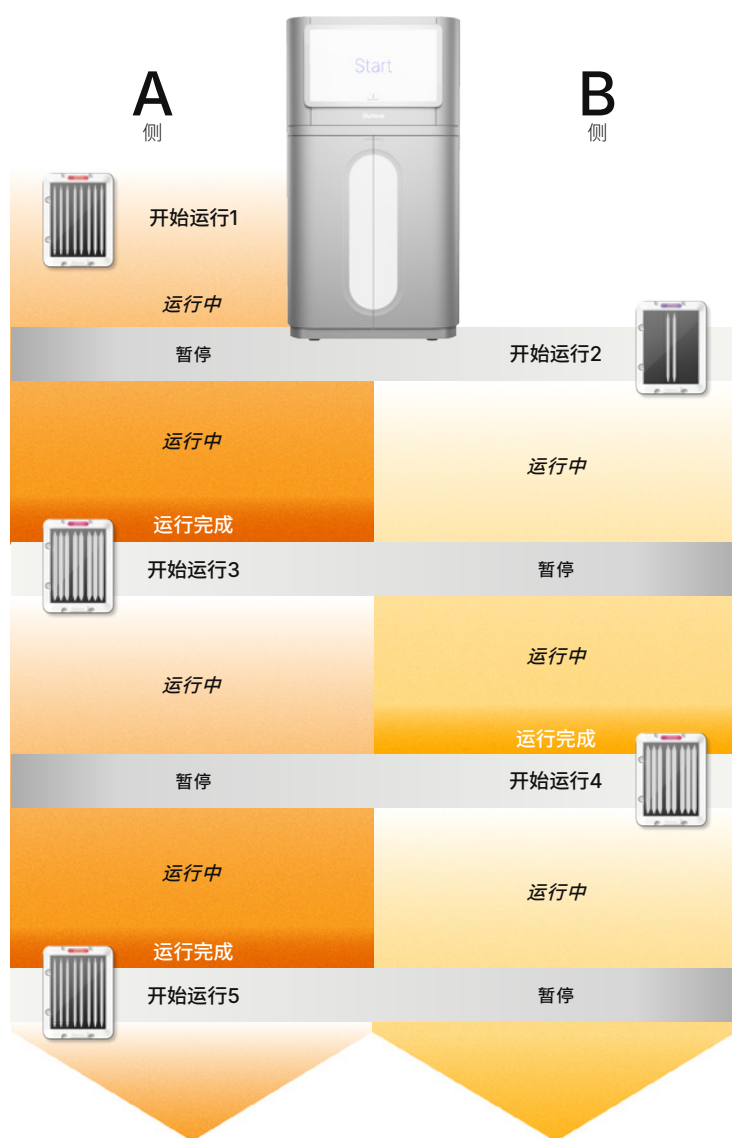 Start
A
侧
B
侧
开始运行1
运行中
暂停
开始运行2
运行中
运行中
运行完成
开始运行3
暂停
运行中
运行中
运行完成
暂停
开始运行4
运行中
运行中
运行完成
开始运行5
暂停